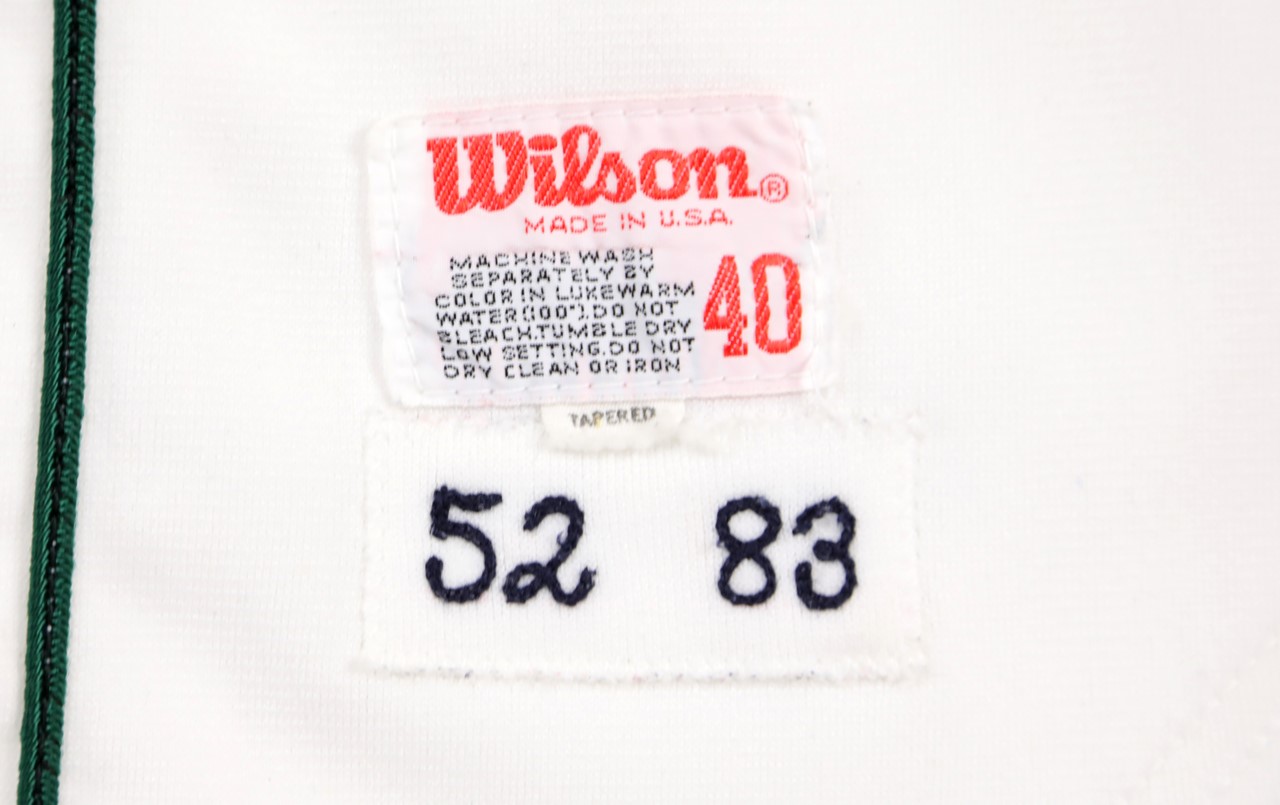 Wilson®
MADE IN U.S.A.
MACHINE WASH
SEPARATELY BY
COLOR IN LUKEWARM
WATER(100°).DO NOT
BLEACH.TUMBLE DRY
LOW SETTING.DO NOT
DRY CLEAN OR IRON
40
TAPERED
52 83